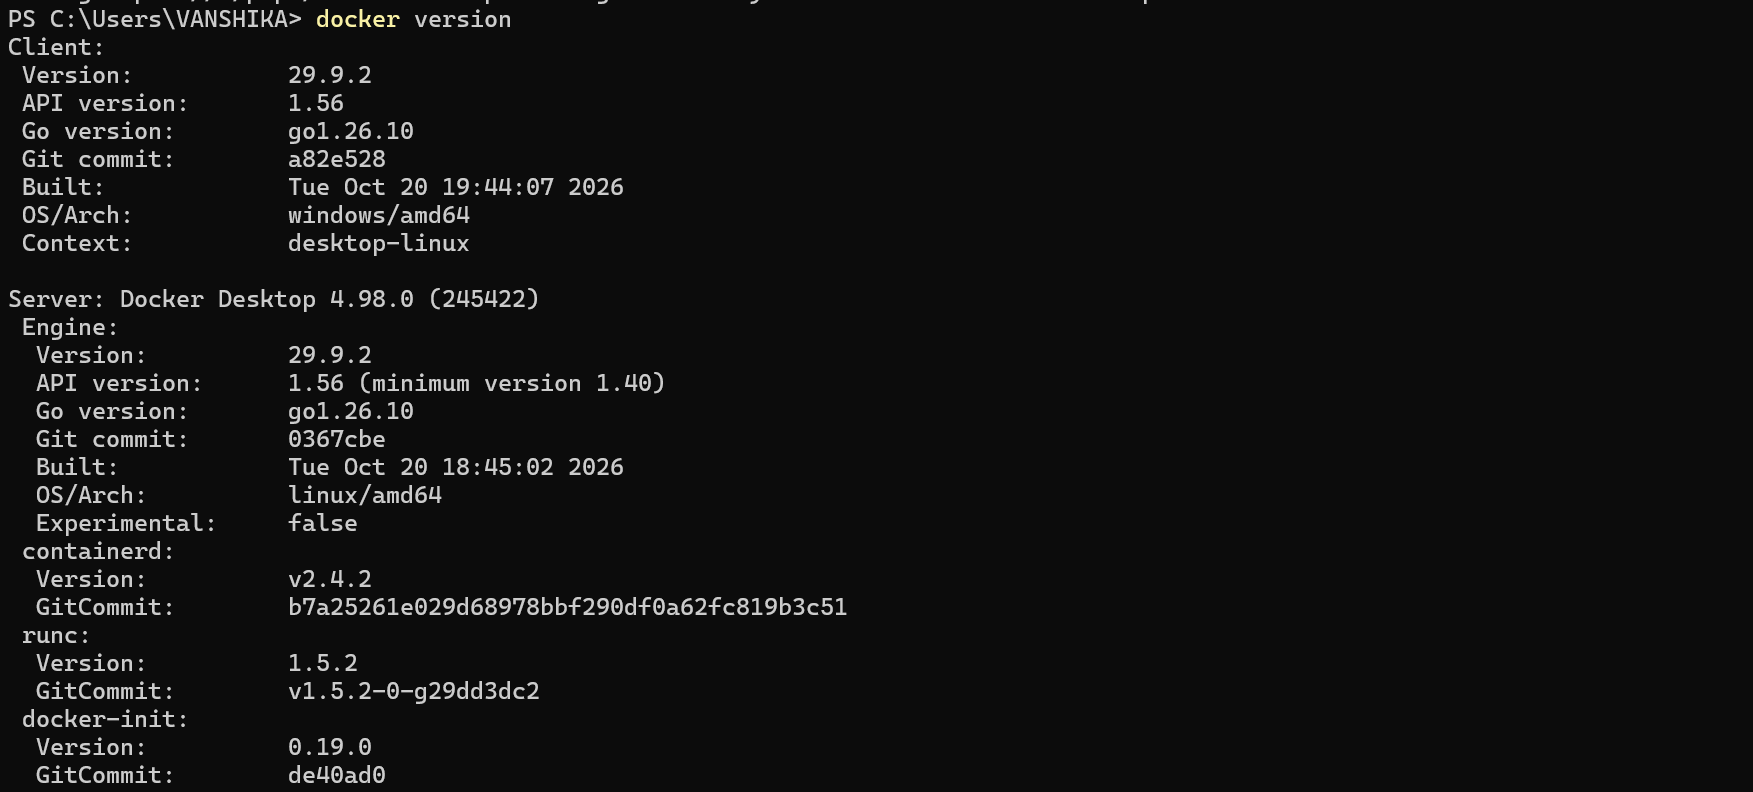 PS C:\Users\VANSHIKA> docker version
Client:
 Version:           29.9.2
 API version:       1.56
 Go version:        go1.26.10
 Git commit:        a82e528
 Built:             Tue Oct 20 19:44:07 2026
 OS/Arch:           windows/amd64
 Context:           desktop-linux

Server: Docker Desktop 4.98.0 (245422)
 Engine:
  Version:          29.9.2
  API version:      1.56 (minimum version 1.40)
  Go version:       go1.26.10
  Git commit:       0367cbe
  Built:            Tue Oct 20 18:45:02 2026
  OS/Arch:          linux/amd64
  Experimental:     false
 containerd:
  Version:          v2.4.2
  GitCommit:        b7a25261e029d68978bbf290df0a62fc819b3c51
 runc:
  Version:          1.5.2
  GitCommit:        v1.5.2-0-g29dd3dc2
 docker-init:
  Version:          0.19.0
  GitCommit:        de40ad0